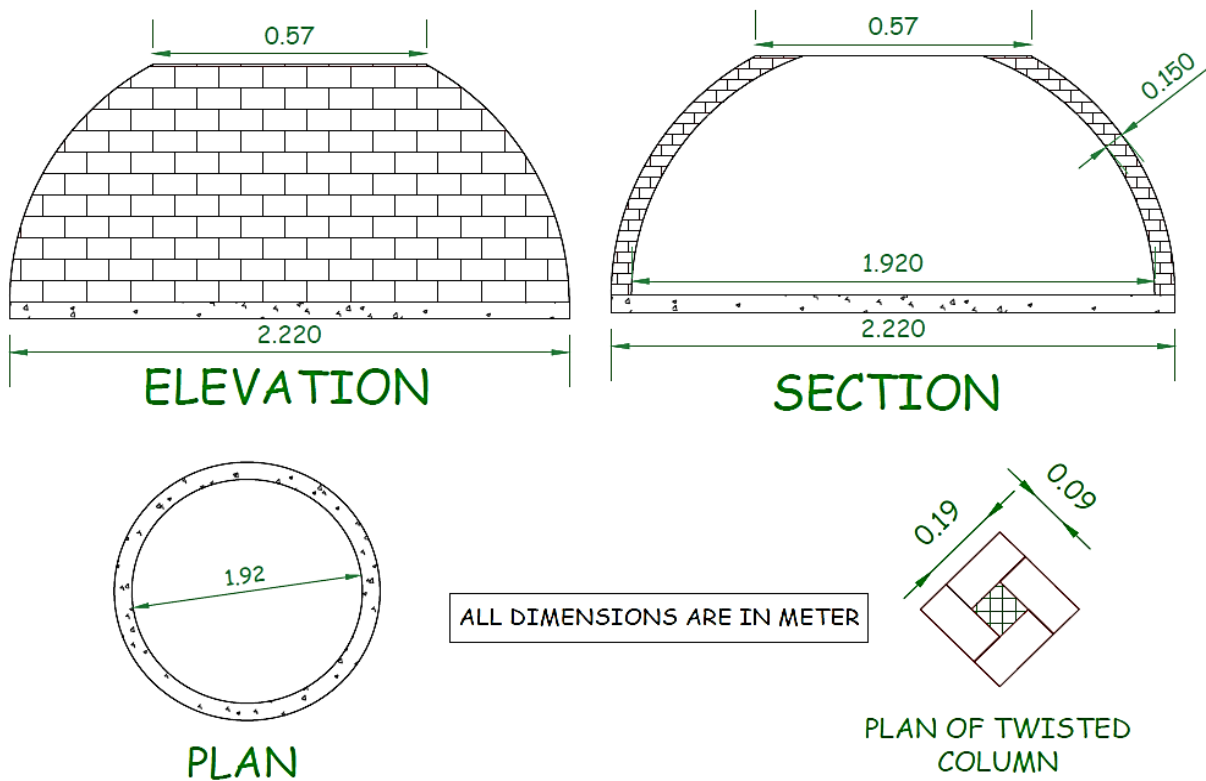 0.57
0.57
0.150
1.920
2.220
2.220
ELEVATION
SECTION
0.19
0.09
1.92
ALL DIMENSIONS ARE IN METER
PLAN
PLAN OF TWISTED
COLUMN